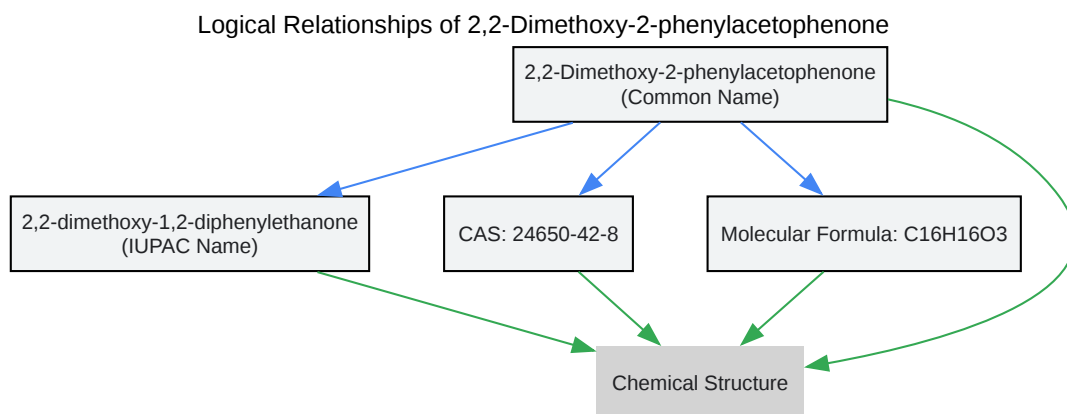 Logical Relationships of 2,2-Dimethoxy-2-phenylacetophenone
2,2-Dimethoxy-2-phenylacetophenone
(Common Name)
2,2-dimethoxy-1,2-diphenylethanone
(IUPAC Name)
CAS: 24650-42-8
Molecular Formula: C16H16O3
Chemical Structure